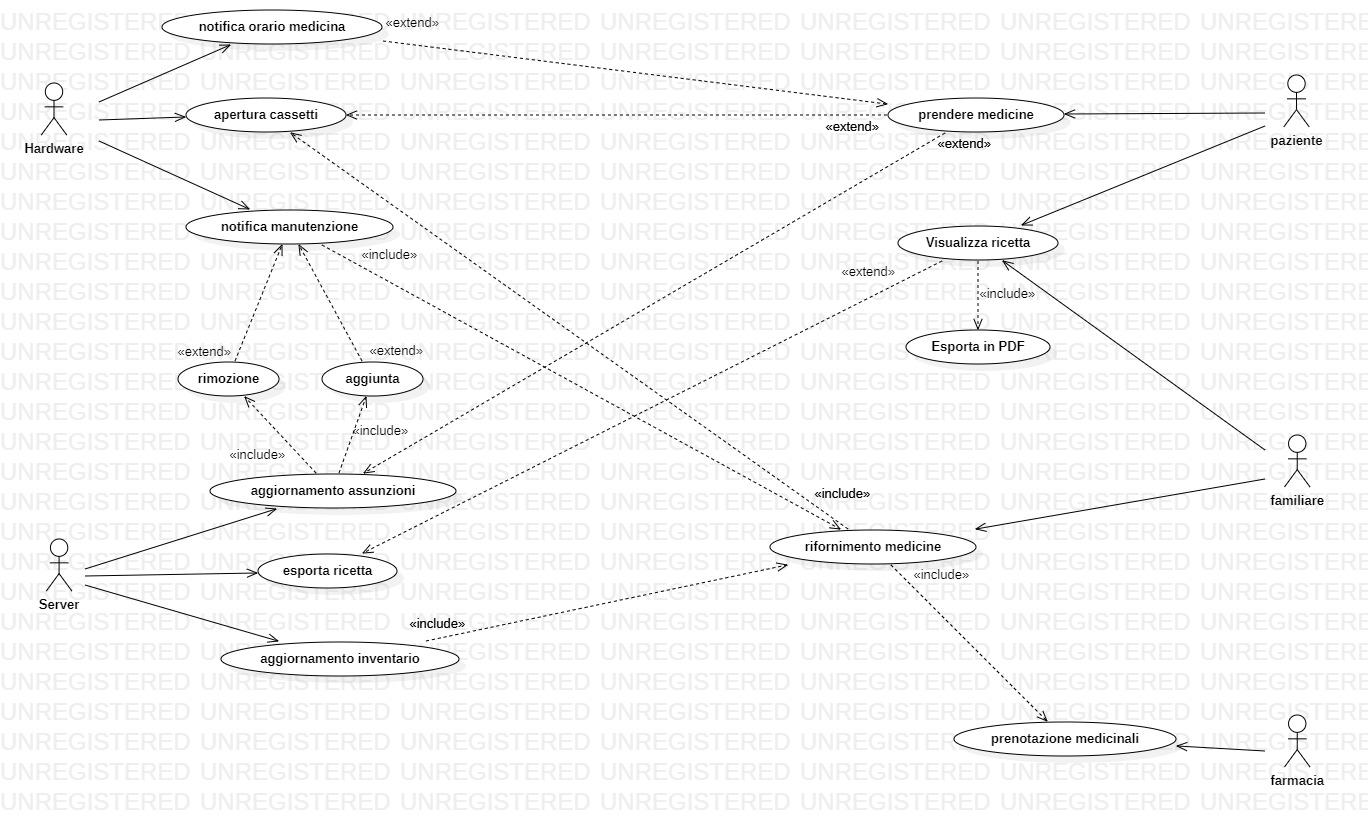 notifica orario medicina
«extend»
Hardware
apertura cassetti
prendere medicine
«extend»
«extend»
paziente
notifica manutenzione
«include»
Visualizza ricetta
«extend»
«include»
Esporta in PDF
«extend»
«extend»
rimozione
aggiunta
«include»
«include»
aggiornamento assunzioni
«include»
familiare
rifornimento medicine
esporta ricetta
«include»
Server
«include»
aggiornamento inventario
prenotazione medicinali
farmacia
UNREGISTERED